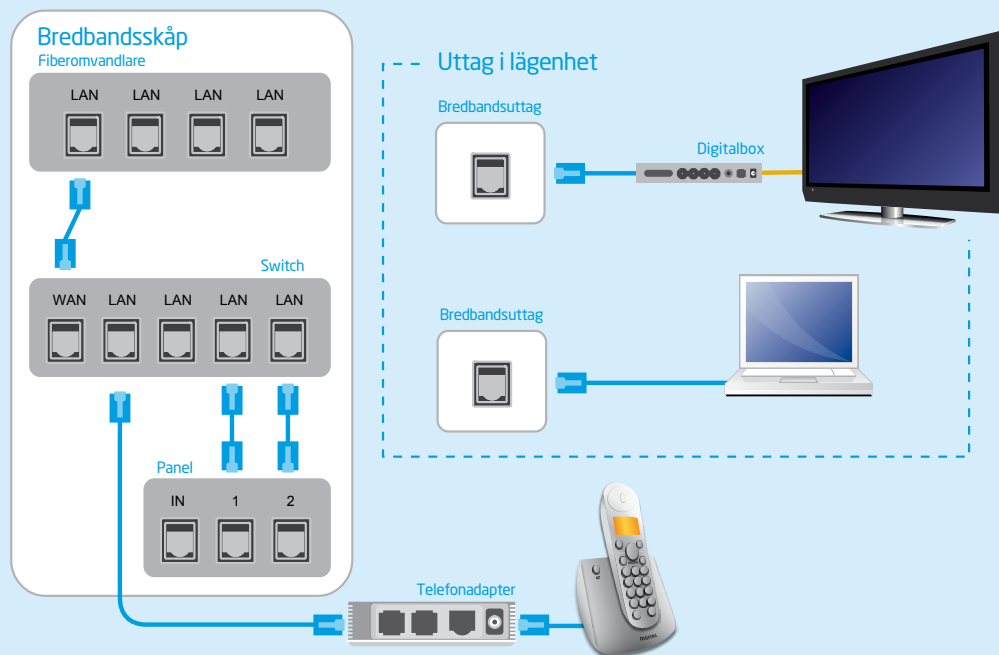 Bredbandsskåp
Fiberomvandlare
LAN LAN LAN LAN
Switch
WAN LAN LAN LAN LAN
Panel
IN 1 2
Uttag i lägenhet
Bredbandsuttag
Digitalbox
Bredbandsuttag
Telefonadapter
DIGITAL